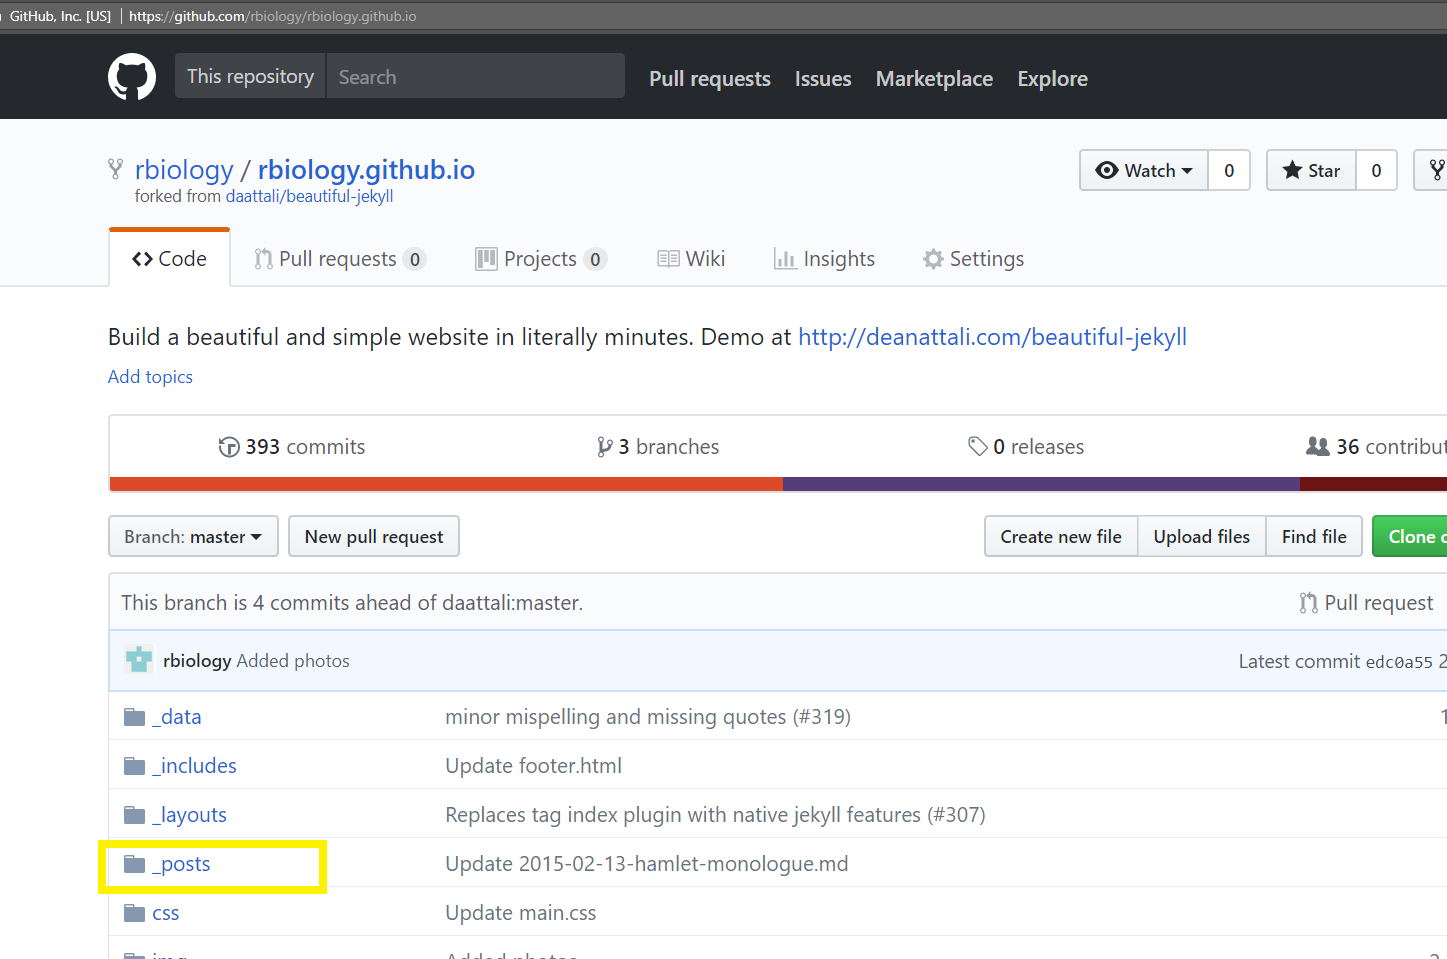 GitHub, Inc. [US] https://github.com/rbiology/rbiology.github.io
This repository Search Pull requests Issues Marketplace Explore
rbiology / rbiology.github.io Watch 0 Star 0
forked from daattali/beautiful-jekyll
Code Pull requests 0 Projects 0 Wiki Insights Settings
Build a beautiful and simple website in literally minutes. Demo at http://deanattali.com/beautiful-jekyll
Add topics
393 commits 3 branches 0 releases 36 contribut
Branch: master New pull request Create new file Upload files Find file Clone
This branch is 4 commits ahead of daattali:master. Pull request
rbiology Added photos Latest commit edc0a55 2
_data minor mispelling and missing quotes (#319) 1
_includes Update footer.html
_layouts Replaces tag index plugin with native jekyll features (#307)
_posts Update 2015-02-13-hamlet-monologue.md
css Update main.css
img Added photos